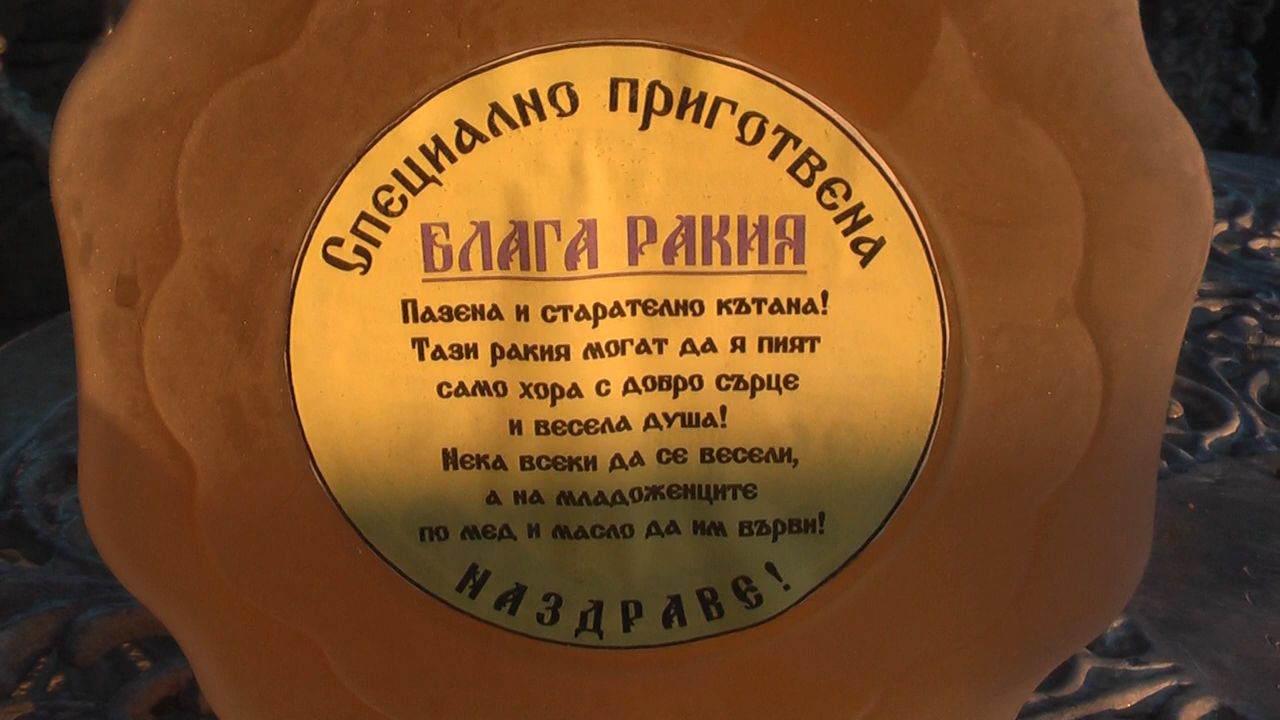 Специално приготвена
БЛАГА РАКИЯ
Пазена и старателно кътана!
Тази ракия могат да я пият
само хора с добро сърце
и весела душа!
Нека всеки да се весели,
а на младоженците
по мед и масло да им върви!
НАЗДРАВЕ!